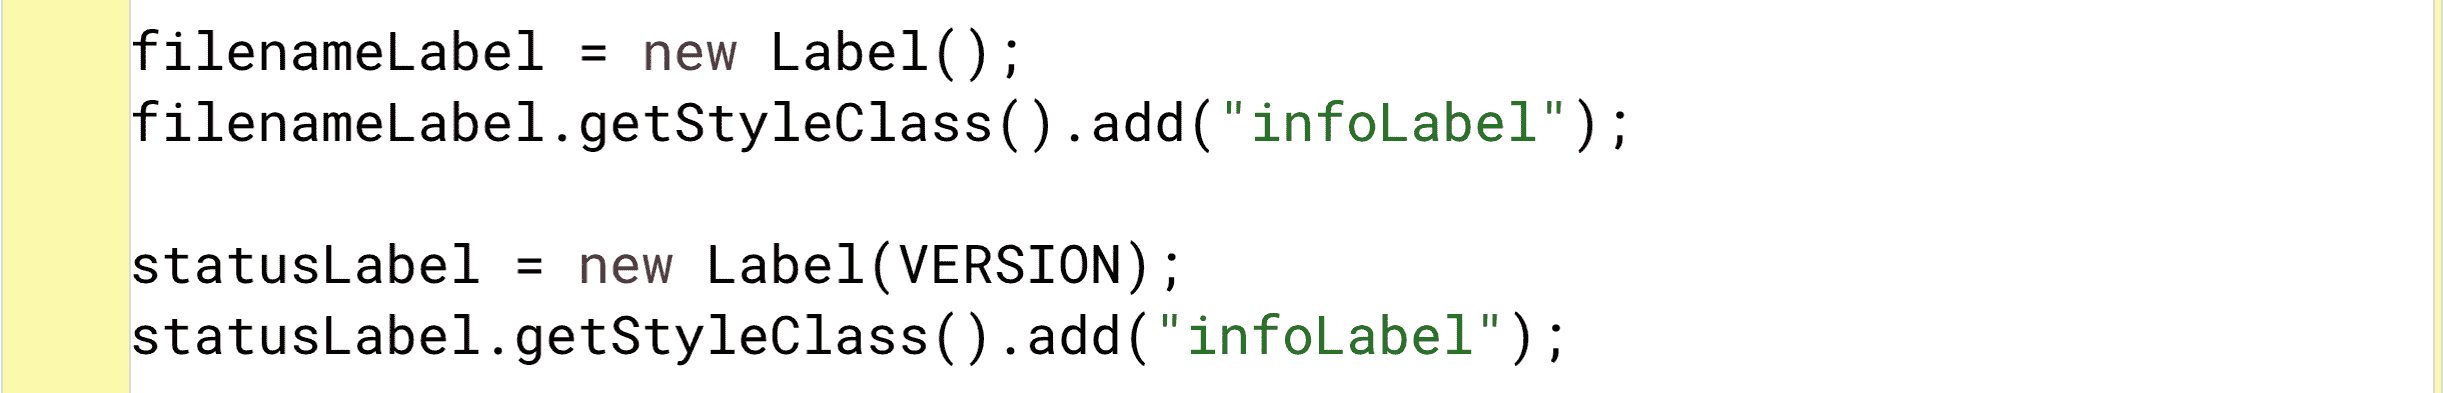 filenameLabel = new Label();
filenameLabel.getStyleClass().add("infoLabel");
statusLabel = new Label(VERSION);
statusLabel.getStyleClass().add("infoLabel");